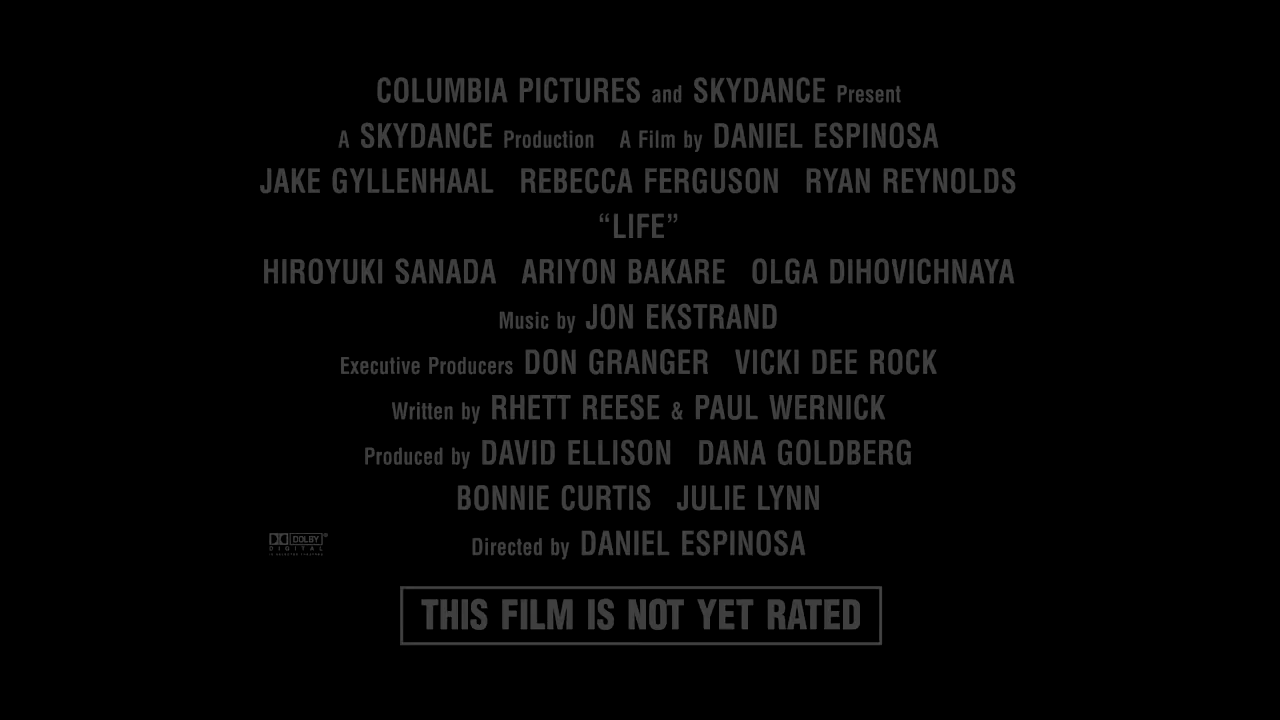 COLUMBIA PICTURES and SKYDANCE Present
A SKYDANCE Production A Film by DANIEL ESPINOSA
JAKE GYLLENHAAL REBECCA FERGUSON RYAN REYNOLDS
“LIFE”
HIROYUKI SANADA ARIYON BAKARE OLGA DIHOVICHNAYA
Music by JON EKSTRAND
Executive Producers DON GRANGER VICKI DEE ROCK
Written by RHETT REESE & PAUL WERNICK
Produced by DAVID ELLISON DANA GOLDBERG
BONNIE CURTIS JULIE LYNN
Directed by DANIEL ESPINOSA
DOLBY
DIGITAL
THIS FILM IS NOT YET RATED